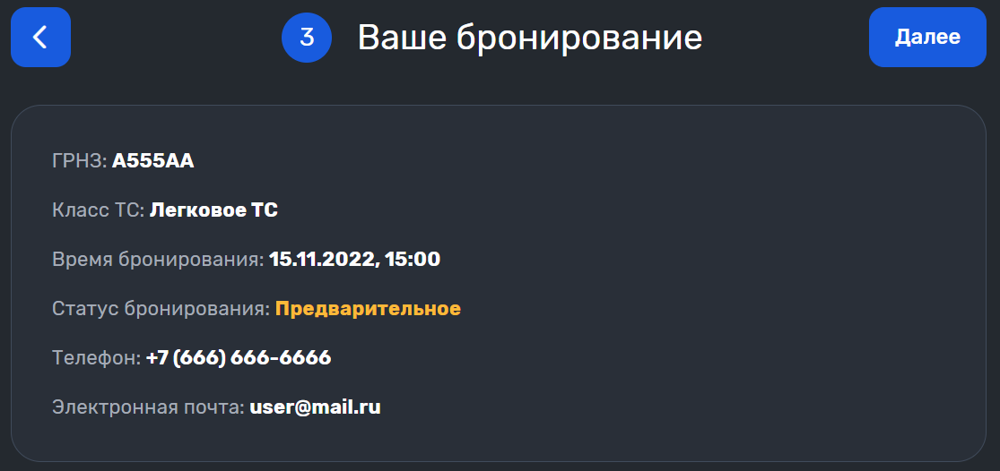 3 Ваше бронирование Далее
ГРНЗ: А555АА
Класс ТС: Легковое ТС
Время бронирования: 15.11.2022, 15:00
Статус бронирования: Предварительное
Телефон: +7 (666) 666-6666
Электронная почта: user@mail.ru